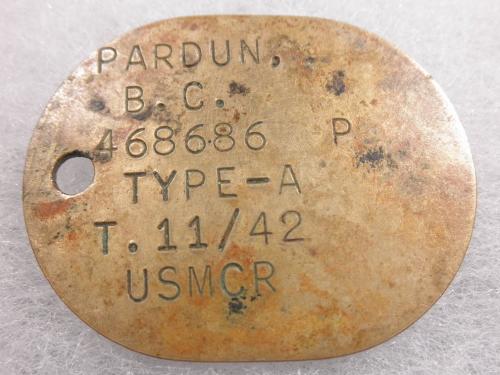 PARDUN,
B. C.
468686 P
TYPE-A
T. 11/42
USMCR